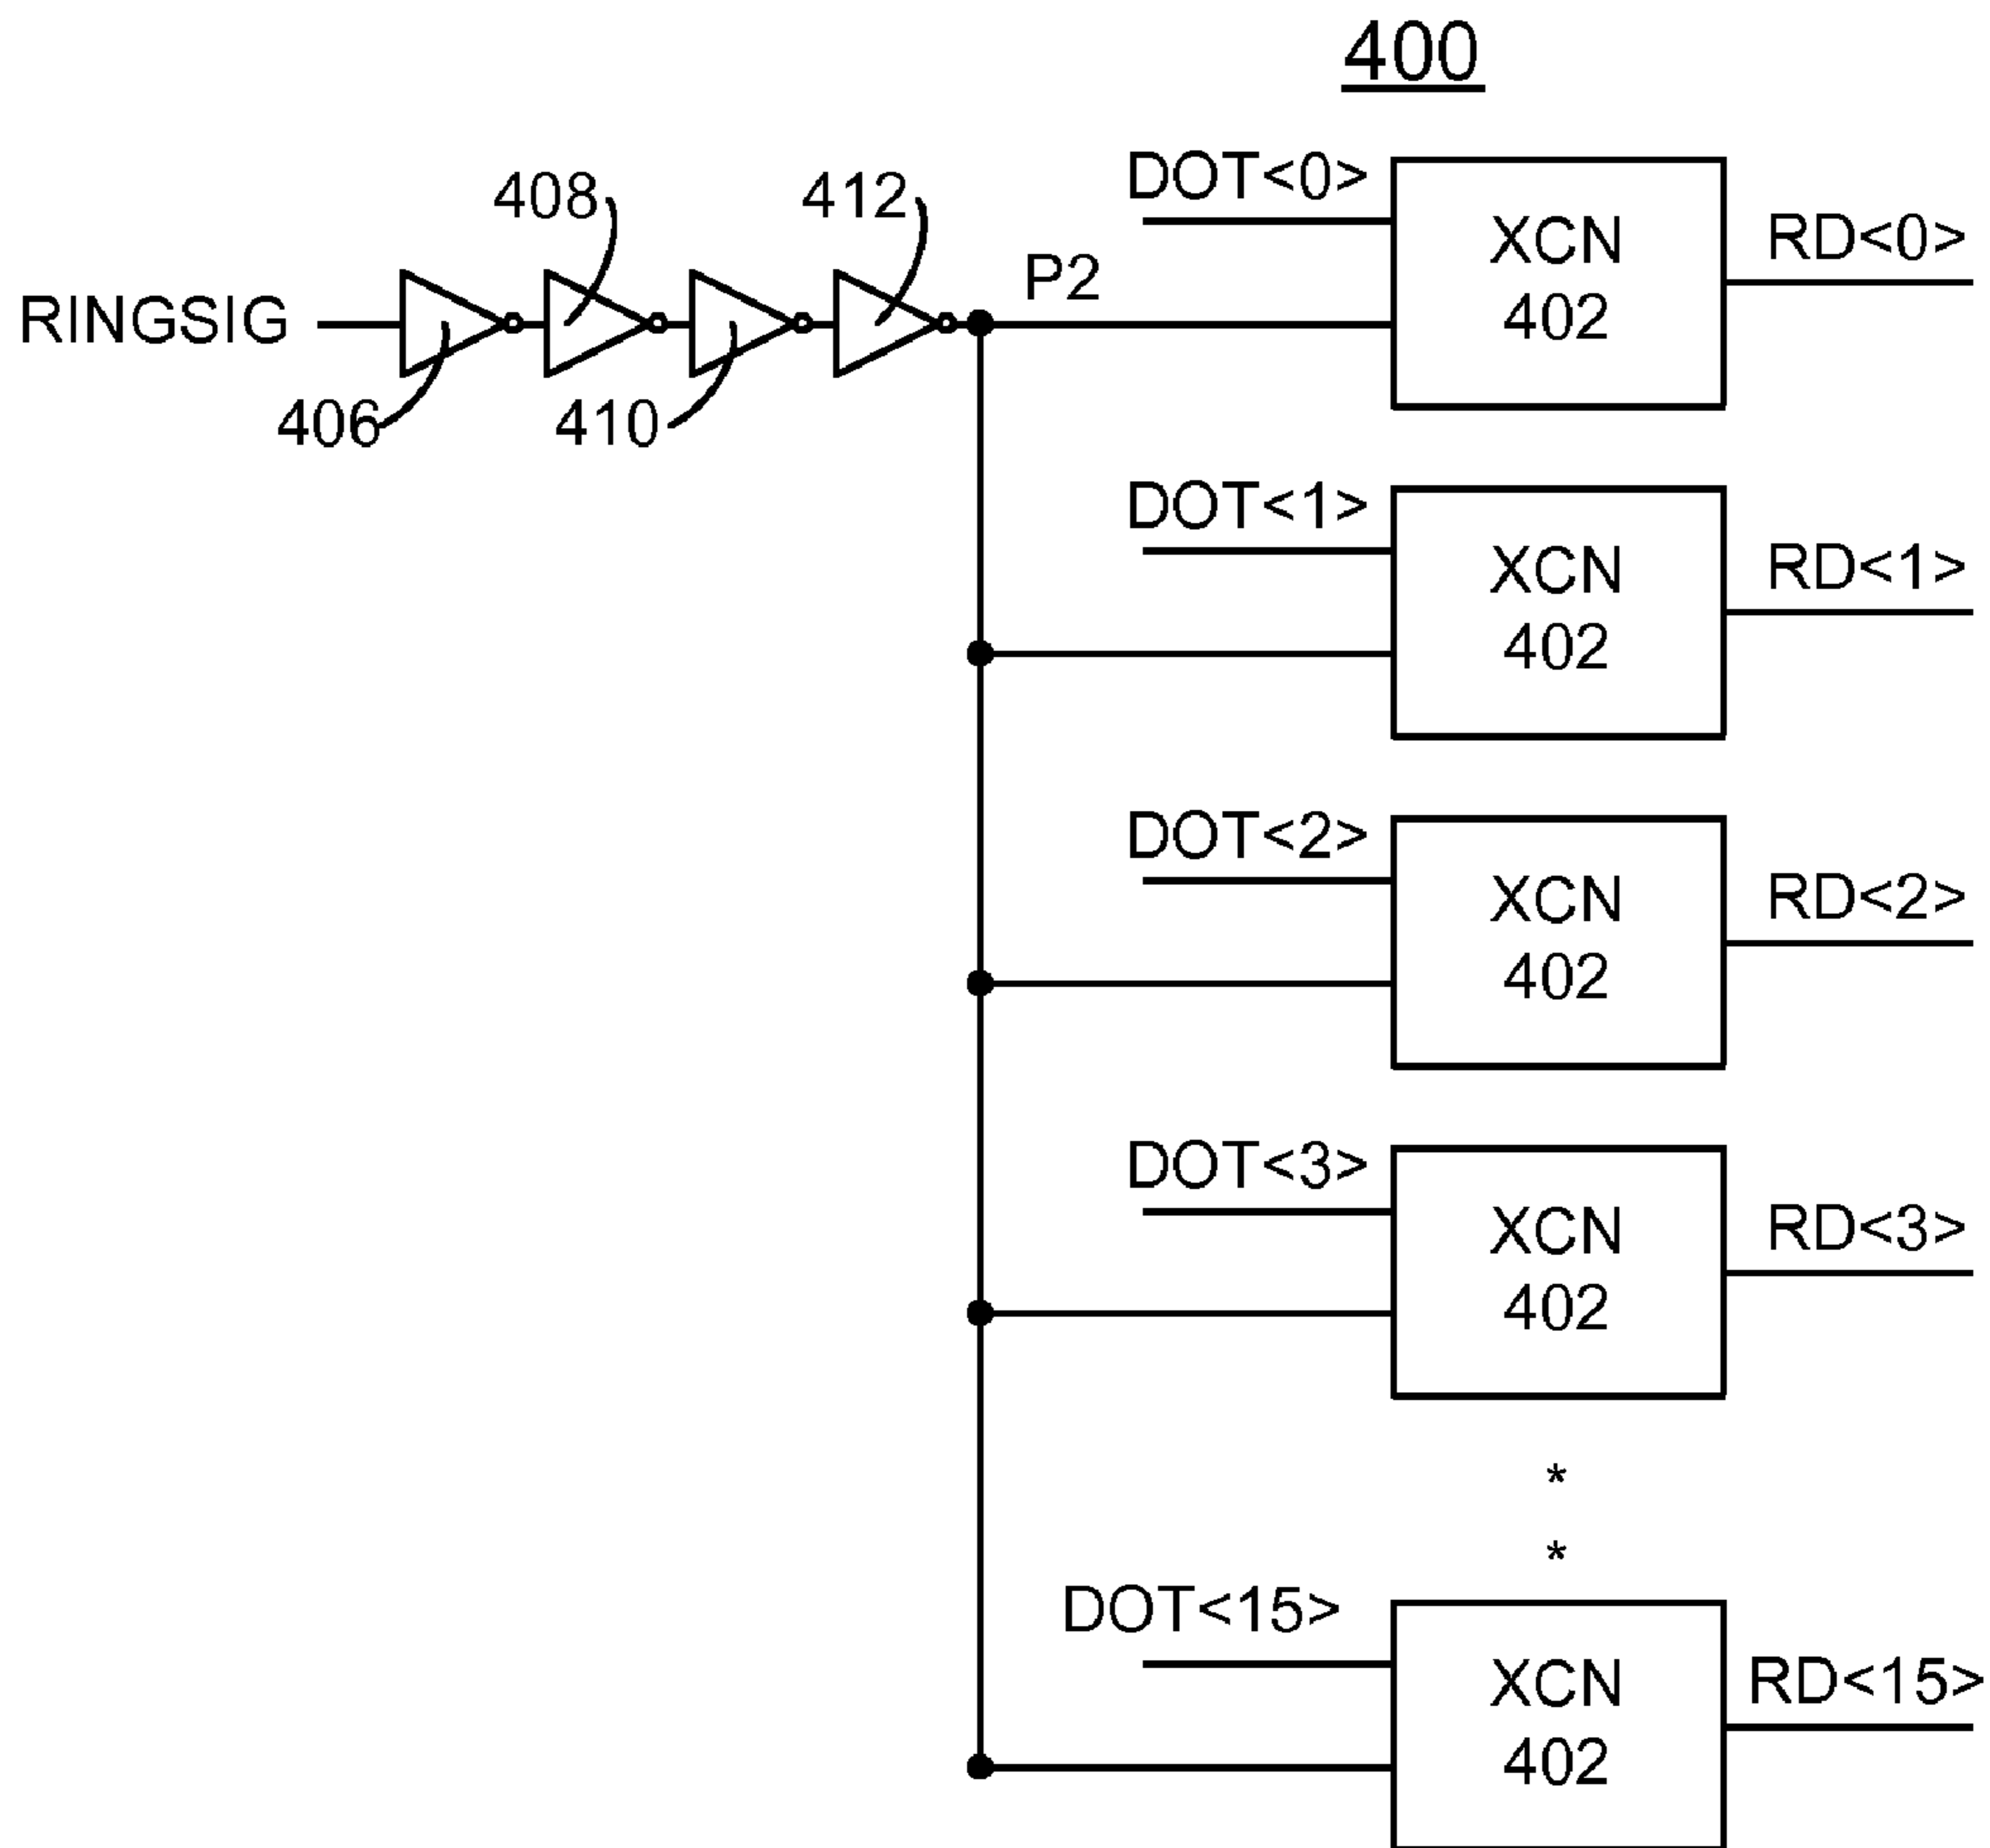 400
DOT<0>
XCN
402
RD<0>
408
412
P2
RINGSIG
406
410
DOT<1>
XCN
402
RD<1>
DOT<2>
XCN
402
RD<2>
DOT<3>
XCN
402
RD<3>
*
*
DOT<15>
XCN
402
RD<15>